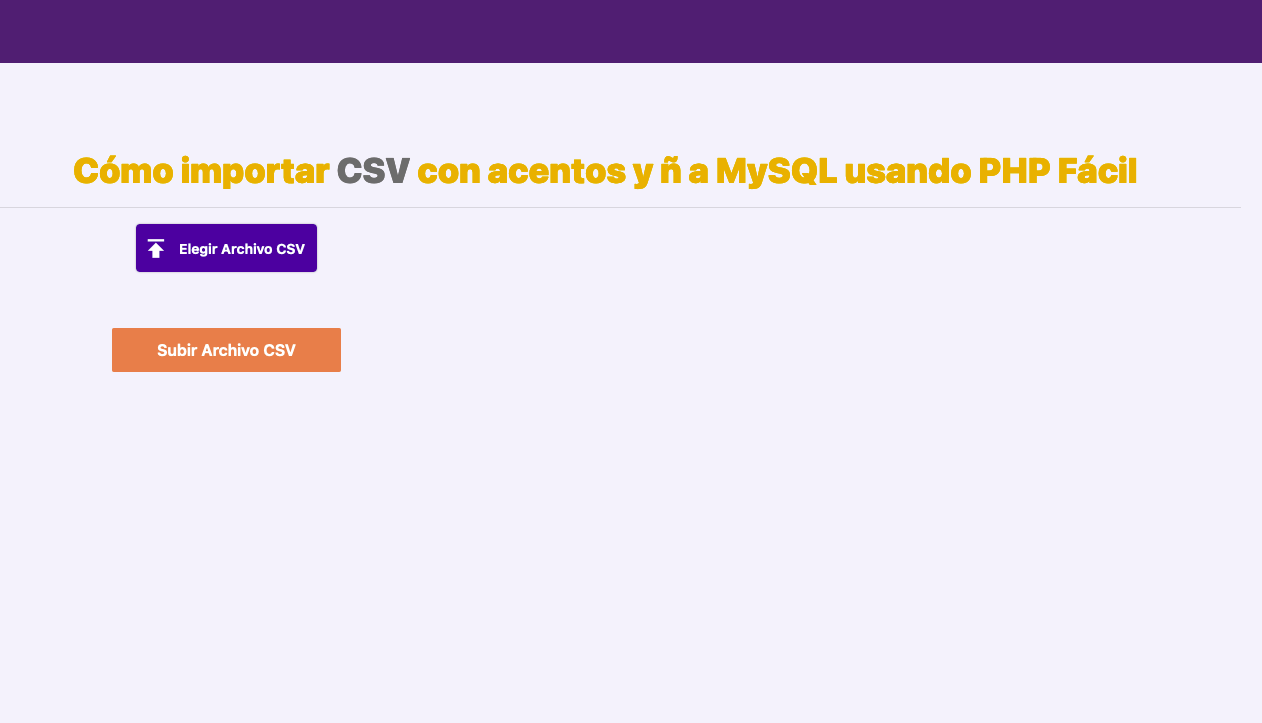 Cómo importar CSV con acentos y ñ a MySQL usando PHP Fácil
Elegir Archivo CSV
Subir Archivo CSV